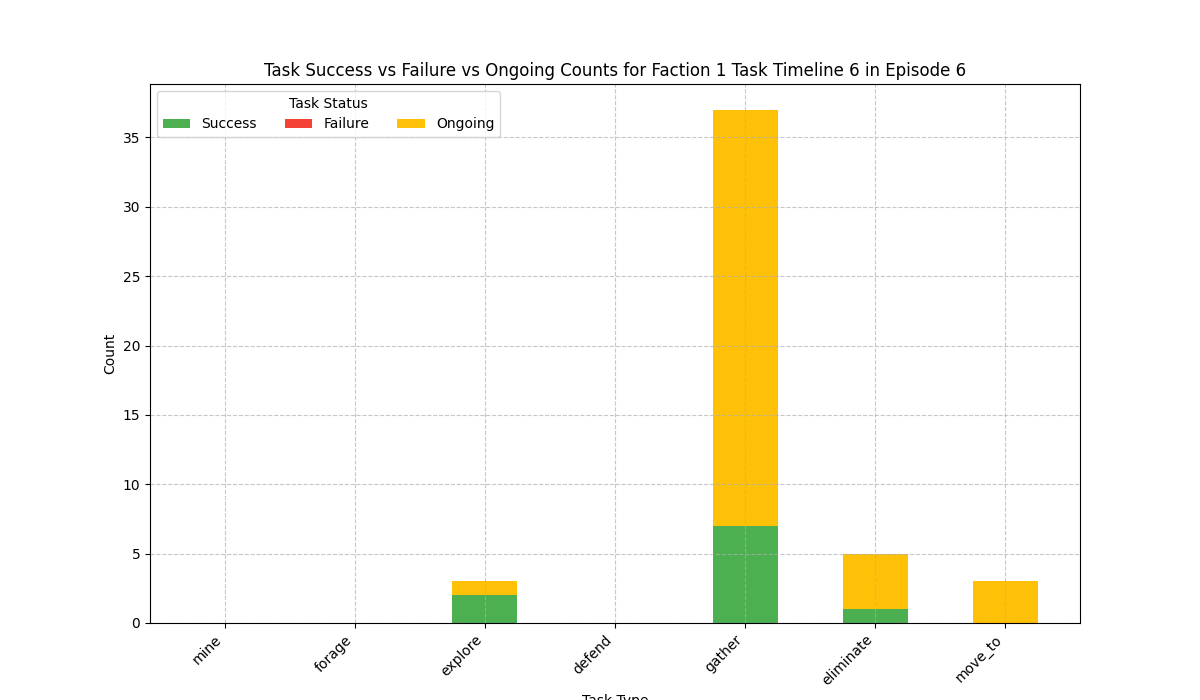 Task Success vs Failure vs Ongoing Counts for Faction 1 Task Timeline 6 in Episode 6
Task Status
Success Failure Ongoing
Count
35
30
25
20
15
10
5
0
mine
forage
explore
defend
gather
eliminate
move_to
Task Type